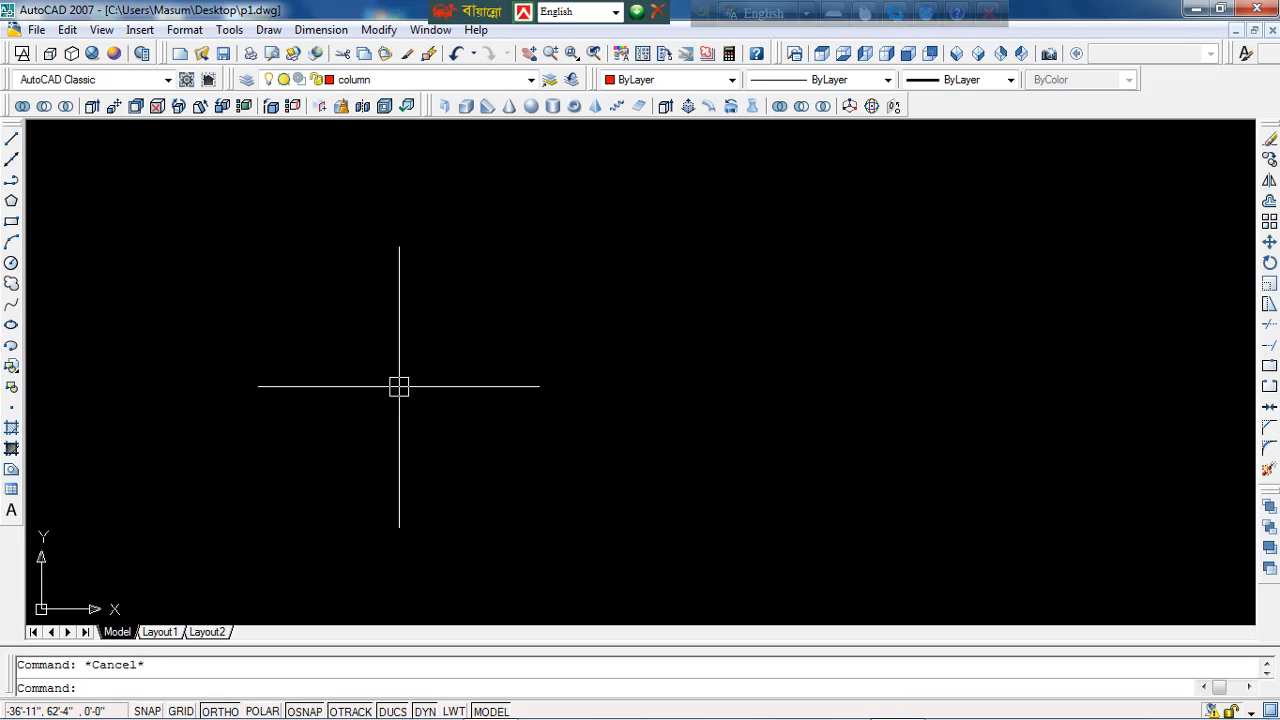 AutoCAD 2007 - [C:\Users\Masum\Desktop\p1.dwg]
বায়ান্নো
English
English
File Edit View Insert Format Tools Draw Dimension Modify Window Help
AutoCAD Classic
column
ByLayer
ByLayer
ByLayer
ByColor
A
Y
X
Model Layout1 Layout2
Command: *Cancel*
Command:
-36'-11", 62'-4" , 0'-0"
SNAP GRID ORTHO POLAR OSNAP OTRACK DUCS DYN LWT MODEL